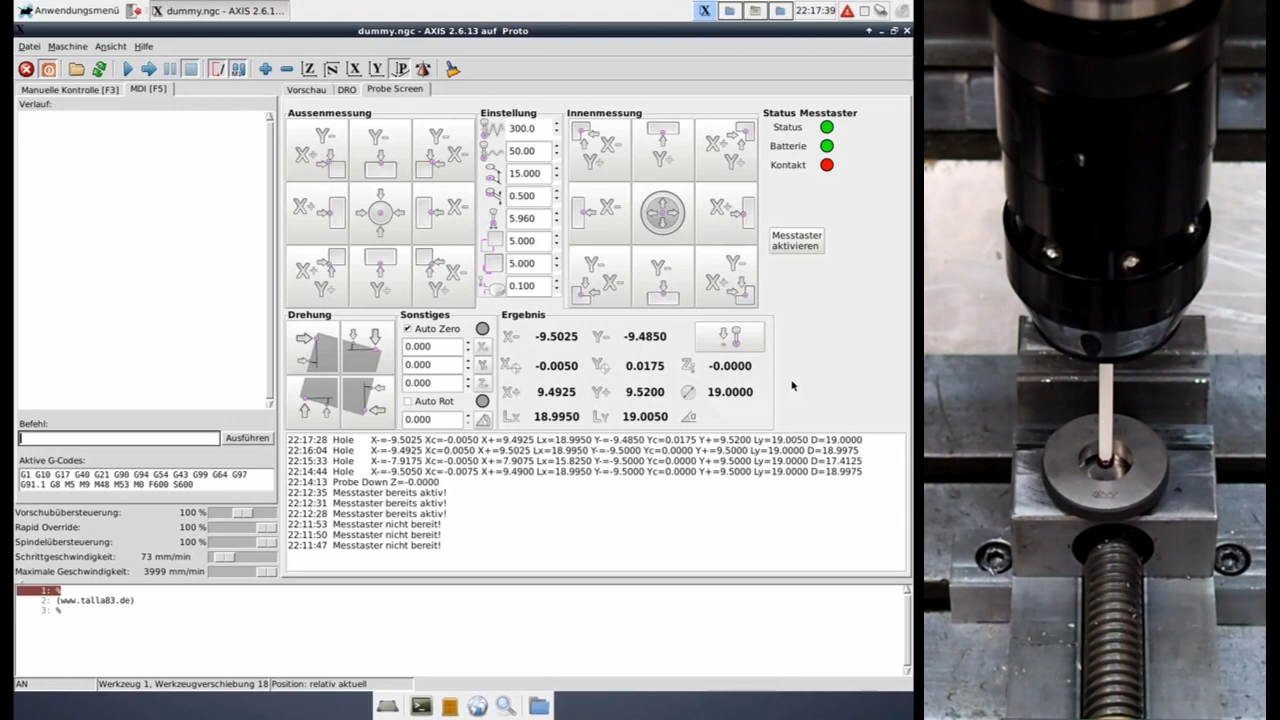 Anwendungsmenü dummy.ngc - AXIS 2.6.1... 22:17:39
dummy.ngc - AXIS 2.6.13 auf Proto
Datei Maschine Ansicht Hilfe
Z N X Y P
Manuelle Kontrolle [F3] MDI [F5]
Vorschau DRO Probe Screen
Verlauf:
Aussenmessung
Y- Y- Y-
X+ X-
X+ X-
X+ X-
Y+ Y+ Y+
Einstellung
300.0
50.00
15.000
0.500
5.960
5.000
5.000
0.100
Innenmessung
X- X+
Y+ Y+ Y+
X- X+
Y- Y- Y-
X- X+
Status Messtaster
Status
Batterie
Kontakt
Messtaster
aktivieren
Drehung
Sonstiges
Auto Zero
0.000
0.000
0.000
Auto Rot
0.000
Ergebnis
X- -9.5025 Y- -9.4850
-0.0050 0.0175 -0.0000
X+ 9.4925 Y+ 9.5200 19.0000
Lx 18.9950 Ly 19.0050
Befehl:
Ausführen
Aktive G-Codes:
G1 G10 G17 G40 G21 G90 G94 G54 G43 G99 G64 G97
G91.1 G8 M5 M9 M48 M53 M0 F600 S600
22:17:28 Hole X-=-9.5025 Xc=-0.0050 X+=9.4925 Lx=18.9950 Y-=-9.4850 Yc=0.0175 Y+=9.5200 Ly=19.0050 D=19.0000
22:16:04 Hole X-=-9.4925 Xc=0.0050 X+=9.5025 Lx=18.9950 Y-=-9.5000 Yc=0.0000 Y+=9.5000 Ly=19.0000 D=18.9975
22:15:33 Hole X-=-7.9175 Xc=-0.0050 X+=7.9075 Lx=15.8250 Y-=-9.5000 Yc=0.0000 Y+=9.5000 Ly=19.0000 D=17.4125
22:14:44 Hole X-=-9.5050 Xc=-0.0075 X+=9.4900 Lx=18.9950 Y-=-9.5000 Yc=0.0000 Y+=9.5000 Ly=19.0000 D=18.9975
22:14:13 Probe Down Z=-0.0000
22:12:35 Messtaster bereits aktiv!
22:12:31 Messtaster bereits aktiv!
22:12:28 Messtaster bereits aktiv!
22:11:53 Messtaster nicht bereit!
22:11:50 Messtaster nicht bereit!
22:11:47 Messtaster nicht bereit!
Vorschubübersteuerung: 100 %
Rapid Override: 100 %
Spindelübersteuerung: 100 %
Schrittgeschwindigkeit: 73 mm/min
Maximale Geschwindigkeit: 3999 mm/min
1: %
2: (www.talla83.de)
3: %
AN Werkzeug 1, Werkzeugverschiebung 18 Position: relativ aktuell